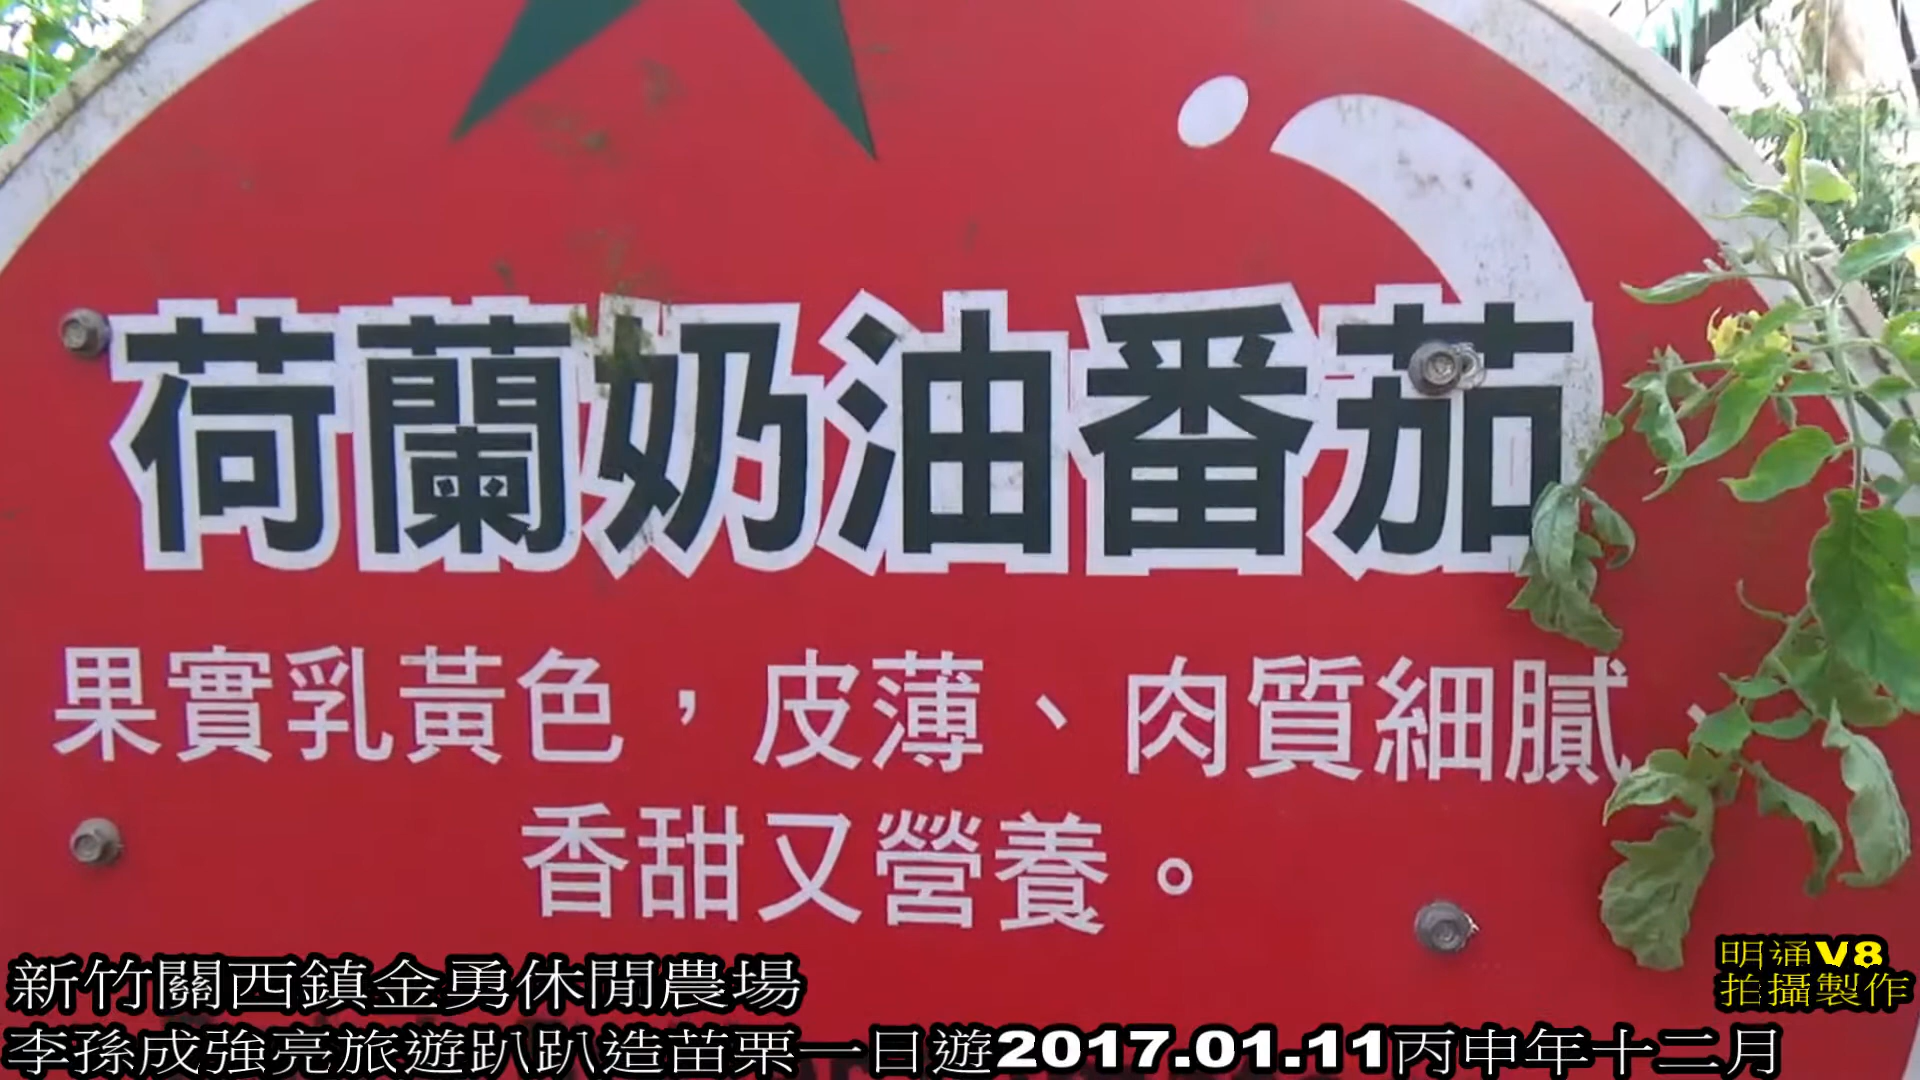 荷蘭奶油番茄
果實乳黃色，皮薄、肉質細膩、
香甜又營養。
明通V8
拍攝製作
新竹關西鎮金勇休閒農場
李孫成強亮旅遊趴趴造苗栗一日遊2017.01.11丙申年十二月